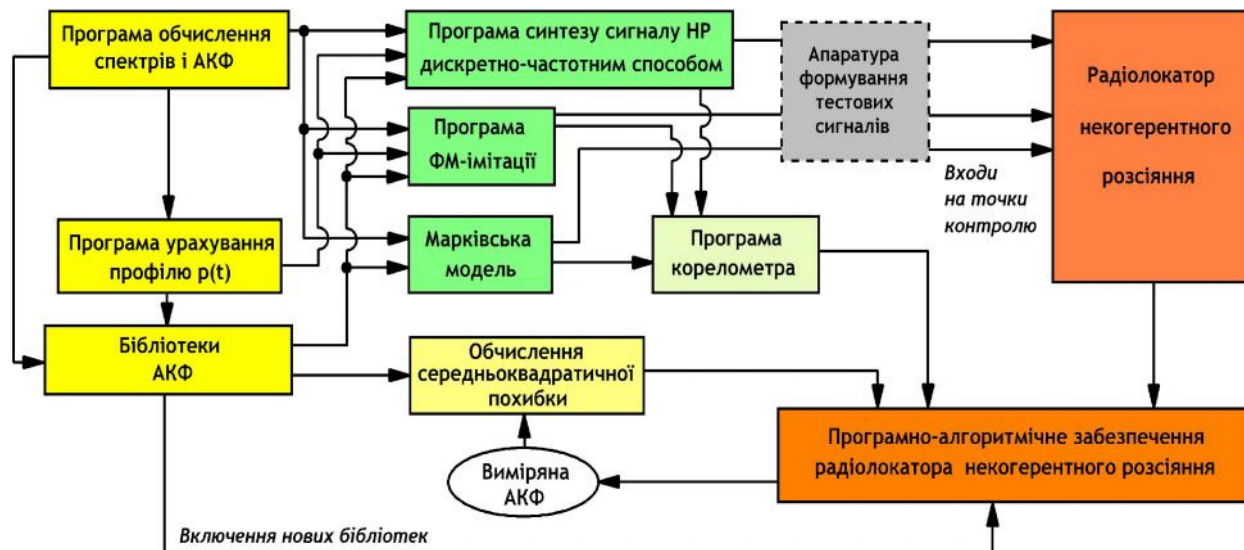 Програма обчислення
спектрів і АКФ
Програма синтезу сигналу НР
дискретно-частотним способом
Апаратура
формування
тестових
сигналів
Радіолокатор
некогерентного
розсіяння
Програма
ФМ-імітації
Входи
на точки
контролю
Програма урахування
профілю p(t)
Марківська
модель
Програма
корелометра
Бібліотеки
АКФ
Обчислення
середньоквадратичної
похибки
Програмно-алгоритмічне забезпечення
радіолокатора некогерентного розсіяння
Виміряна
АКФ
Включення нових бібліотек